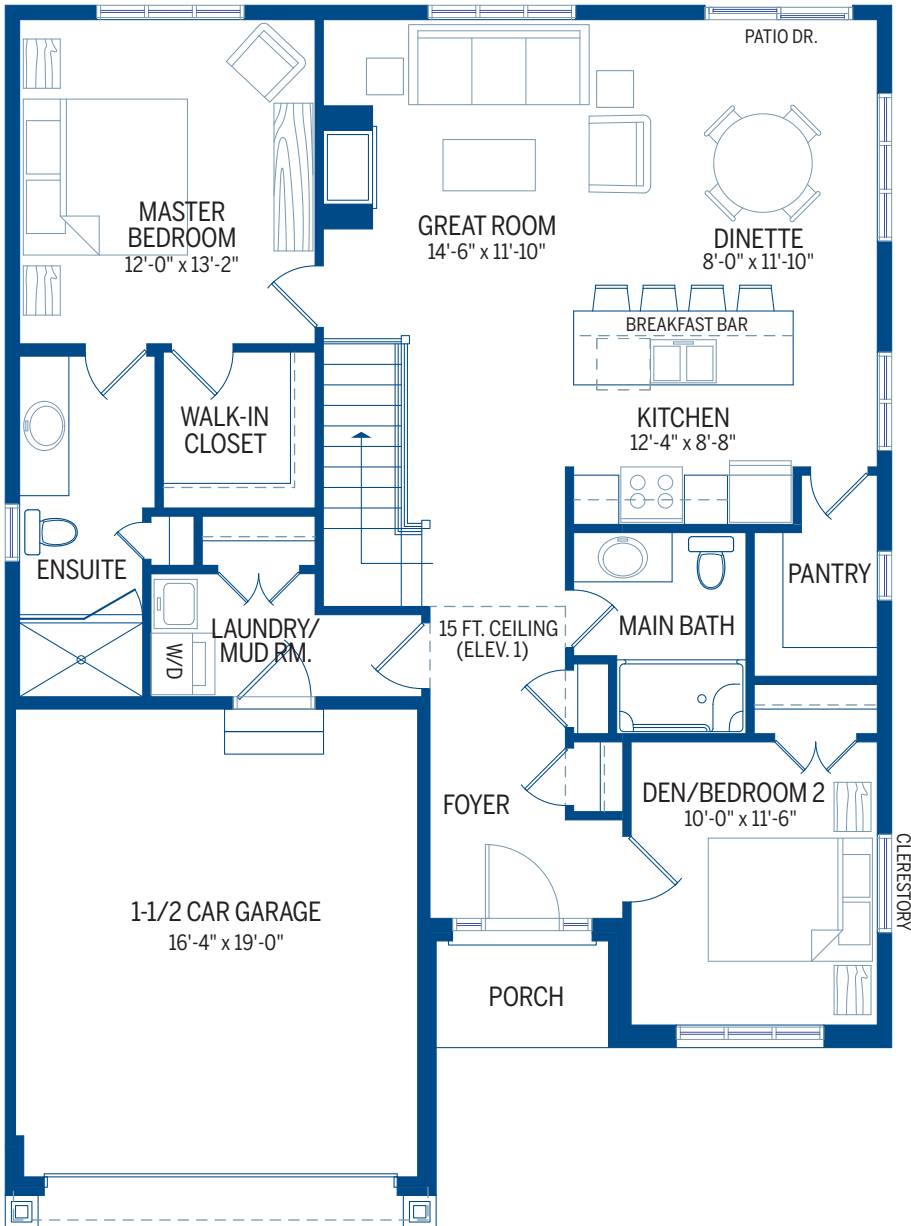 PATIO DR.
MASTER
BEDROOM
12'-0" x 13'-2"
GREAT ROOM
14'-6" x 11'-10"
DINETTE
8'-0" x 11'-10"
BREAKFAST BAR
KITCHEN
12'-4" x 8'-8"
WALK-IN
CLOSET
ENSUITE
PANTRY
LAUNDRY/
MUD RM.
W/D
15 FT. CEILING
(ELEV. 1)
MAIN BATH
FOYER
DEN/BEDROOM 2
10'-0" x 11'-6"
CLERESTORY
1-1/2 CAR GARAGE
16'-4" x 19'-0"
PORCH